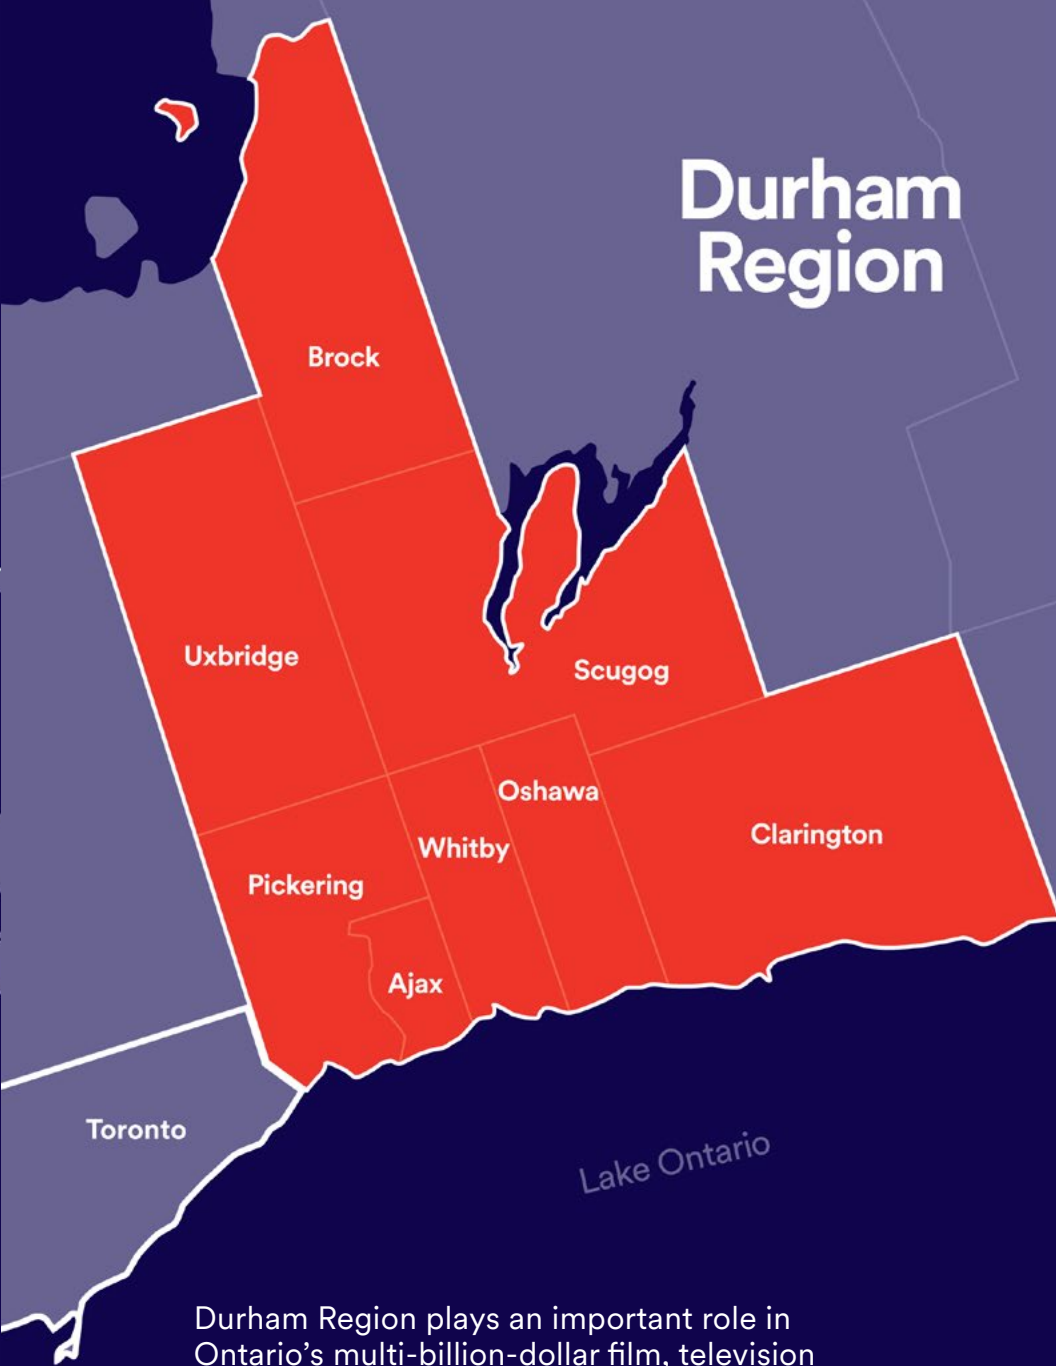 Durham
Region
Brock
Uxbridge
Scugog
Oshawa
Clarington
Whitby
Pickering
Ajax
Toronto
Lake Ontario
Durham Region plays an important role in
Ontario's multi-billion-dollar film, television